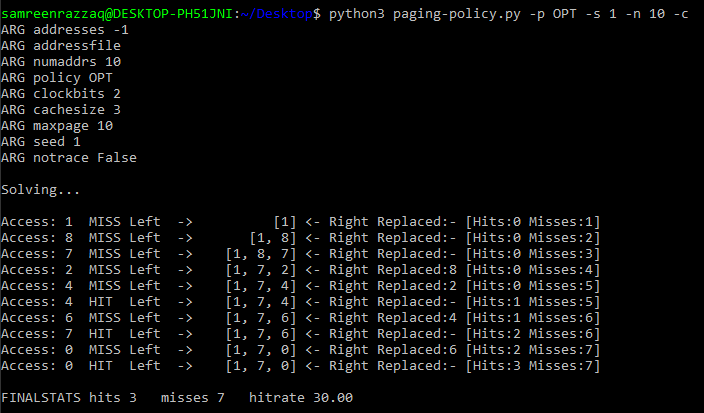 samreenrazzaq@DESKTOP-PH51JNI:~/Desktop$ python3 paging-policy.py -p OPT -s 1 -n 10 -c
ARG addresses -1
ARG addressfile
ARG numaddrs 10
ARG policy OPT
ARG clockbits 2
ARG cachesize 3
ARG maxpage 10
ARG seed 1
ARG notrace False

Solving...

Access: 1  MISS Left  ->          [1] <- Right Replaced:- [Hits:0 Misses:1]
Access: 8  MISS Left  ->       [1, 8] <- Right Replaced:- [Hits:0 Misses:2]
Access: 7  MISS Left  ->    [1, 8, 7] <- Right Replaced:- [Hits:0 Misses:3]
Access: 2  MISS Left  ->    [1, 7, 2] <- Right Replaced:8 [Hits:0 Misses:4]
Access: 4  MISS Left  ->    [1, 7, 4] <- Right Replaced:2 [Hits:0 Misses:5]
Access: 4  HIT  Left  ->    [1, 7, 4] <- Right Replaced:- [Hits:1 Misses:5]
Access: 6  MISS Left  ->    [1, 7, 6] <- Right Replaced:4 [Hits:1 Misses:6]
Access: 7  HIT  Left  ->    [1, 7, 6] <- Right Replaced:- [Hits:2 Misses:6]
Access: 0  MISS Left  ->    [1, 7, 0] <- Right Replaced:6 [Hits:2 Misses:7]
Access: 0  HIT  Left  ->    [1, 7, 0] <- Right Replaced:- [Hits:3 Misses:7]

FINALSTATS hits 3   misses 7   hitrate 30.00